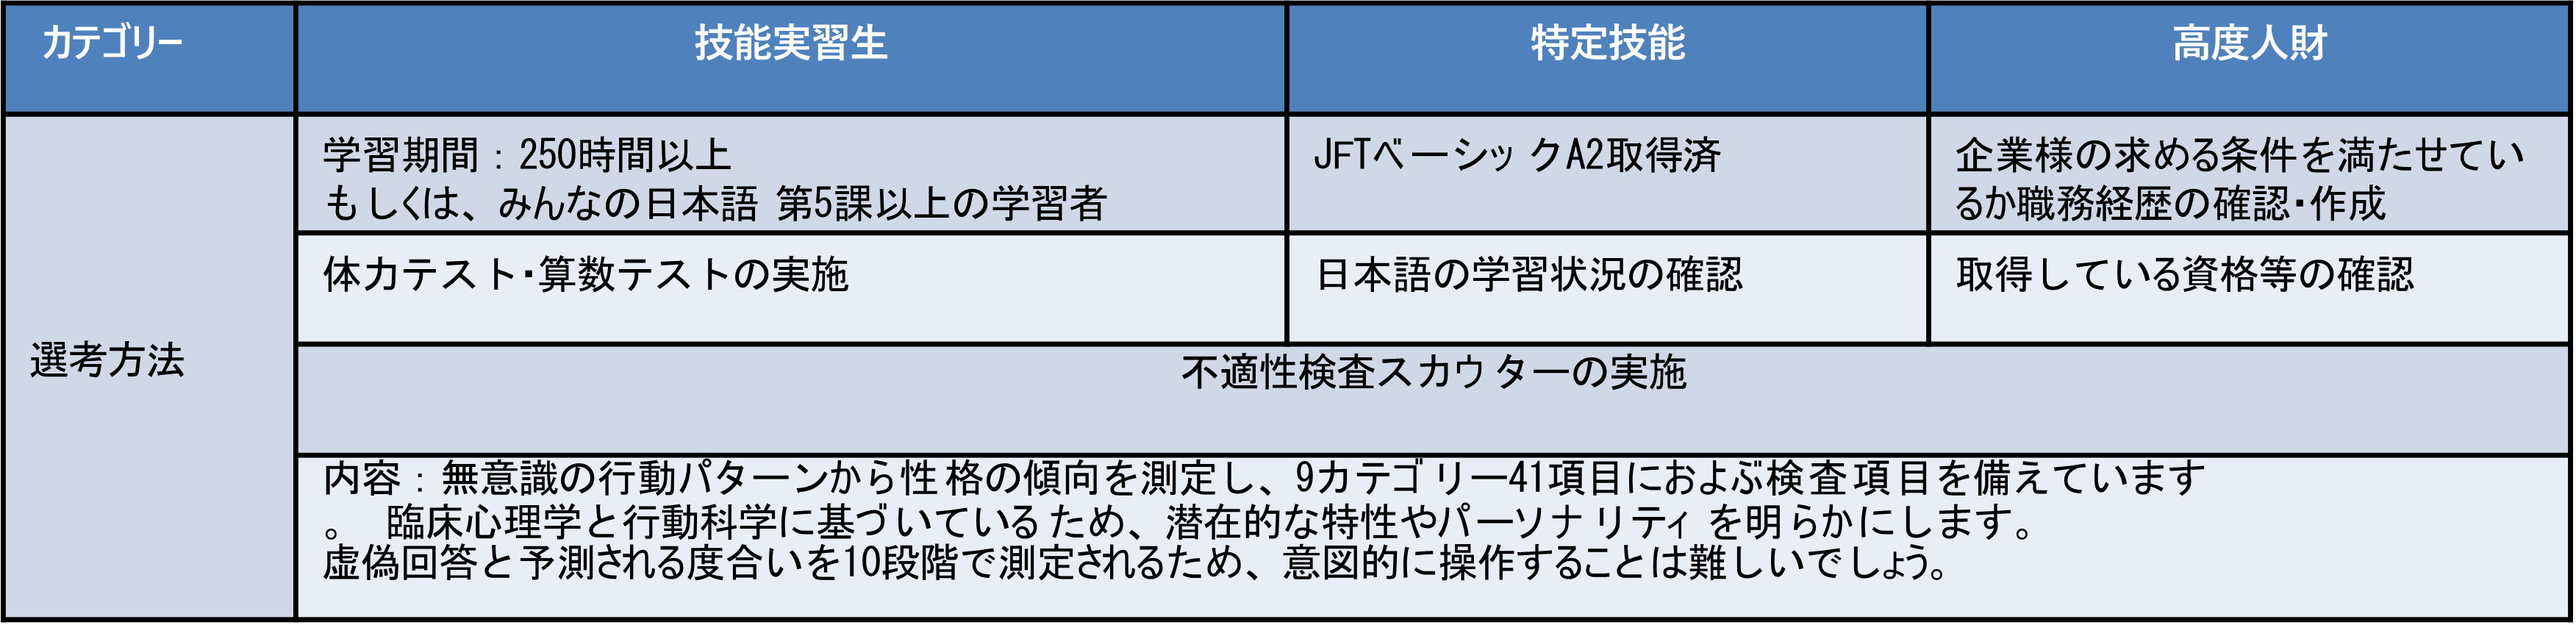 カテゴリー
技能実習生
特定技能
高度人財
選考方法
学習期間：250時間以上
もしくは、みんなの日本語 第5課以上の学習者
JFTベーシックA2取得済
企業様の求める条件を満たせてい
るか職務経歴の確認・作成
体力テスト・算数テストの実施
日本語の学習状況の確認
取得している資格等の確認
不適性検査スカウターの実施
内容：無意識の行動パターンから性格の傾向を測定し、9カテゴリー41項目におよぶ検査項目を備えています
。 臨床心理学と行動科学に基づいているため、潜在的な特性やパーソナリティを明らかにします。
虚偽回答と予測される度合いを10段階で測定されるため、意図的に操作することは難しいでしょう。